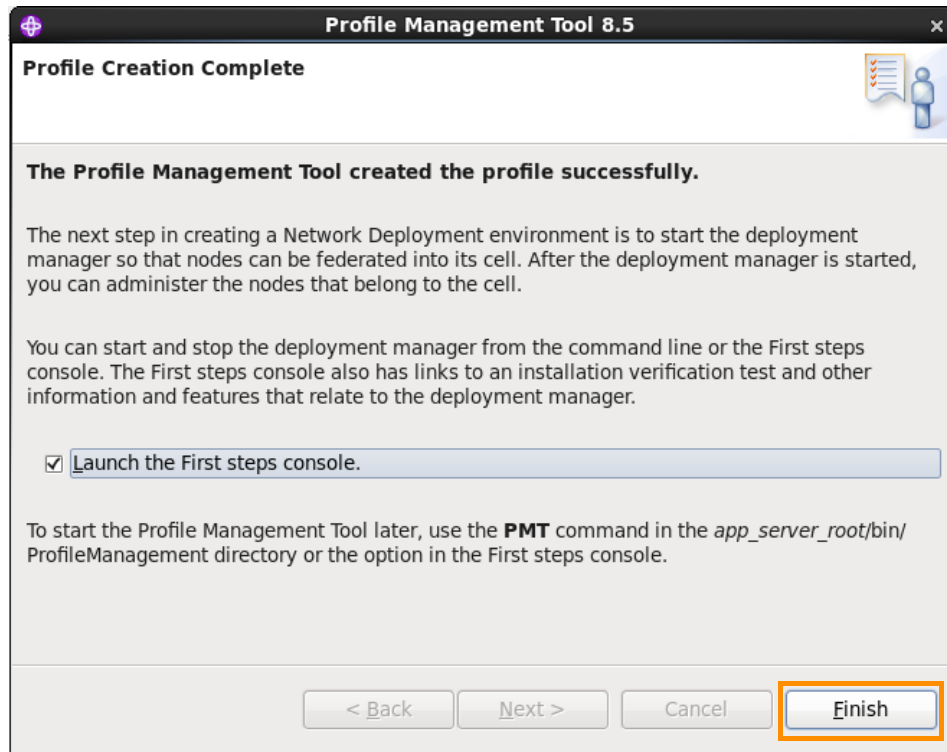 Profile Management Tool 8.5
Profile Creation Complete
The Profile Management Tool created the profile successfully.
The next step in creating a Network Deployment environment is to start the deployment
manager so that nodes can be federated into its cell. After the deployment manager is started,
you can administer the nodes that belong to the cell.
You can start and stop the deployment manager from the command line or the First steps
console. The First steps console also has links to an installation verification test and other
information and features that relate to the deployment manager.
Launch the First steps console.
To start the Profile Management Tool later, use the PMT command in the app_server_root/bin/
ProfileManagement directory or the option in the First steps console.
< Back Next > Cancel Finish